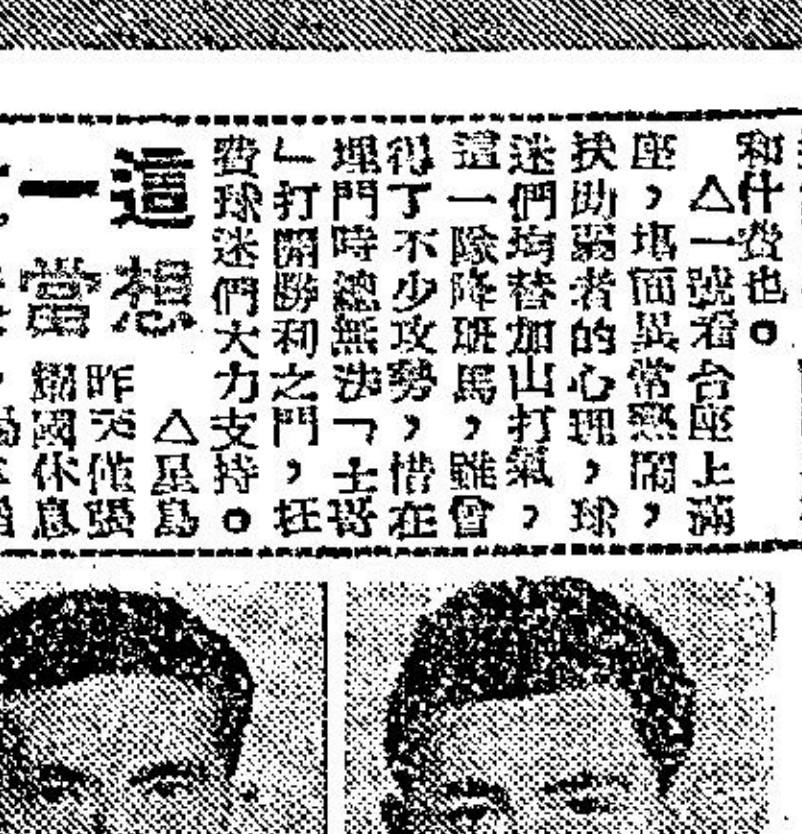 和什費也。
△一號看台座上滿
座，場面異常熱鬧，
扶助弱者的心理，球
迷們均替加山打氣，
這一隊降班馬，雖曾
得了不少攻勢，惜在
埋門時總無法「士哥
」打開勝利之門，枉
費球迷們大力支持。
△星島
這想
昨天僅張
一當
國休息